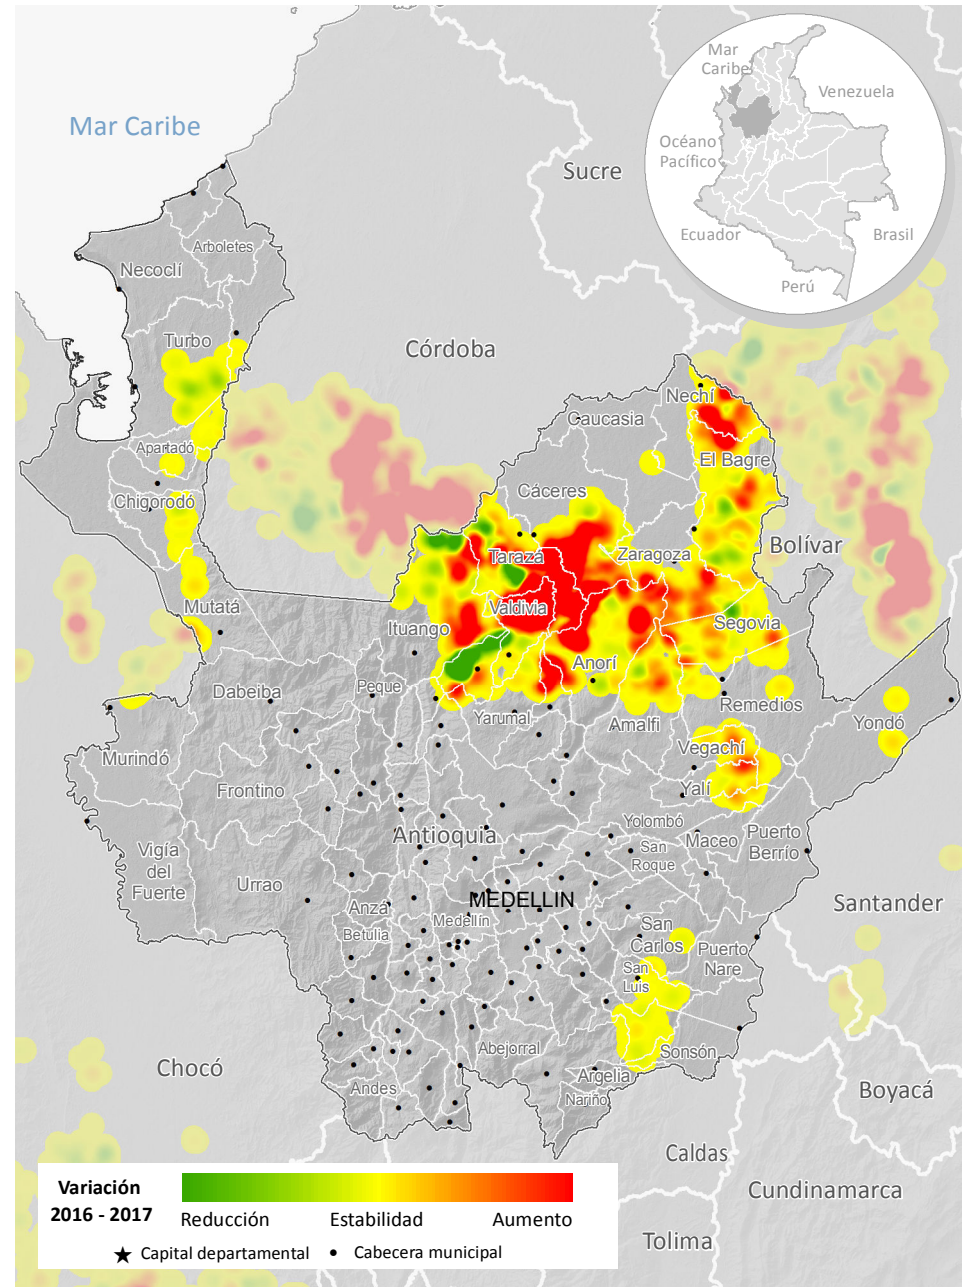 Mar
Caribe
Venezuela
Océano
Pacífico
Ecuador
Brasil
Perú
Mar Caribe
Sucre
Arboletes
Necoclí
Turbo
Córdoba
Nechí
Caucasia
Apartadó
El Bagre
Chigorodó
Cáceres
Bolívar
Tarazá
Zaragoza
Mutatá
Valdivia
Ituango
Segovia
Anorí
Dabeiba
Peque
Remedios
Yarumal
Amalfi
Yondó
Vegachí
Murindó
Frontino
Yalí
Yolombó
Antioquia
Maceo
Puerto
Berrío
San
Roque
Vigía
del
Fuerte
Urrao
MEDELLIN
Anzá
Santander
Medellín
Betulia
San
Carlos
Puerto
Nare
San
Luis
Abejorral
Sonsón
Chocó
Argelia
Andes
Nariño
Boyacá
Caldas
Cundinamarca
Tolima
Variación
2016 - 2017
Reducción Estabilidad Aumento
★ Capital departamental • Cabecera municipal